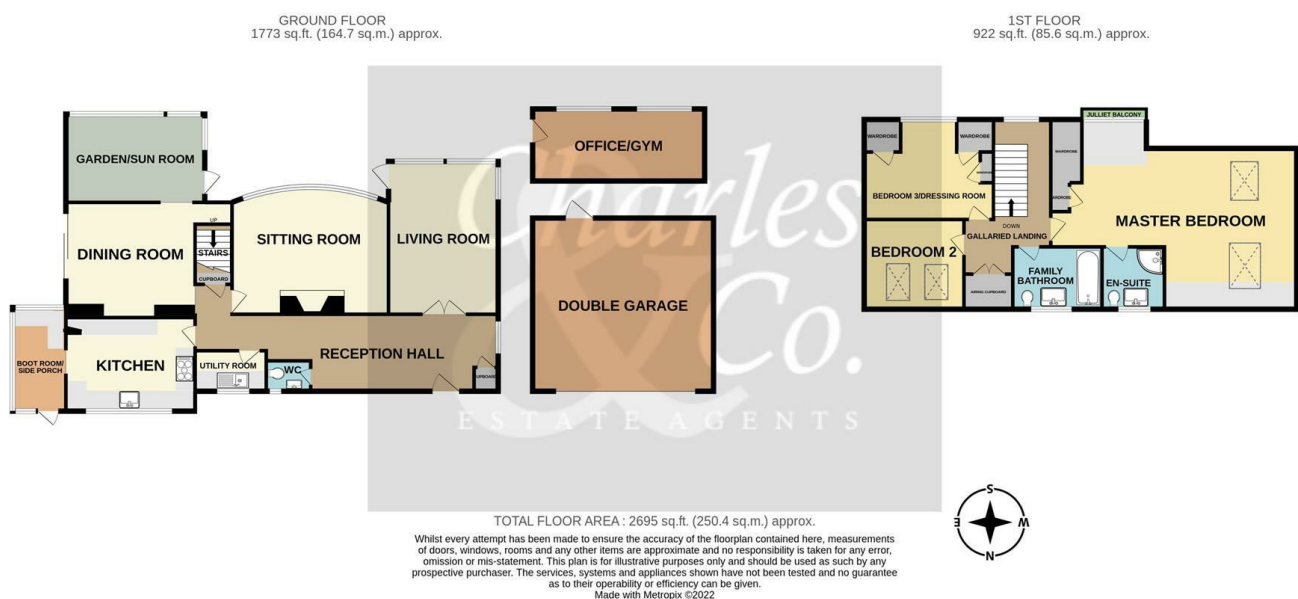 GROUND FLOOR
1773 sq.ft. (164.7 sq.m.) approx.
1ST FLOOR
922 sq.ft. (85.6 sq.m.) approx.
GARDEN/SUN ROOM
DINING ROOM
UP
STAIRS
CUPBOARD
SITTING ROOM
LIVING ROOM
BOOT ROOM/
SIDE PORCH
KITCHEN
UTILITY ROOM
WC
RECEPTION HALL
CUPBOARD
OFFICE/GYM
DOUBLE GARAGE
Charles
& Co.
ESTATE AGENTS
WARDROBE
WARDROBE
BEDROOM 3/DRESSING ROOM
BEDROOM 2
DOWN
GALLARIED LANDING
AIRING CUPBOARD
FAMILY
BATHROOM
EN-SUITE
WARDROBE
WARDROBE
JULLIET BALCONY
MASTER BEDROOM
S
E
W
N
TOTAL FLOOR AREA : 2695 sq.ft. (250.4 sq.m.) approx.
Whilst every attempt has been made to ensure the accuracy of the floorplan contained here, measurements
of doors, windows, rooms and any other items are approximate and no responsibility is taken for any error,
omission or mis-statement. This plan is for illustrative purposes only and should be used as such by any
prospective purchaser. The services, systems and appliances shown have not been tested and no guarantee
as to their operability or efficiency can be given.
Made with Metropix ©2022